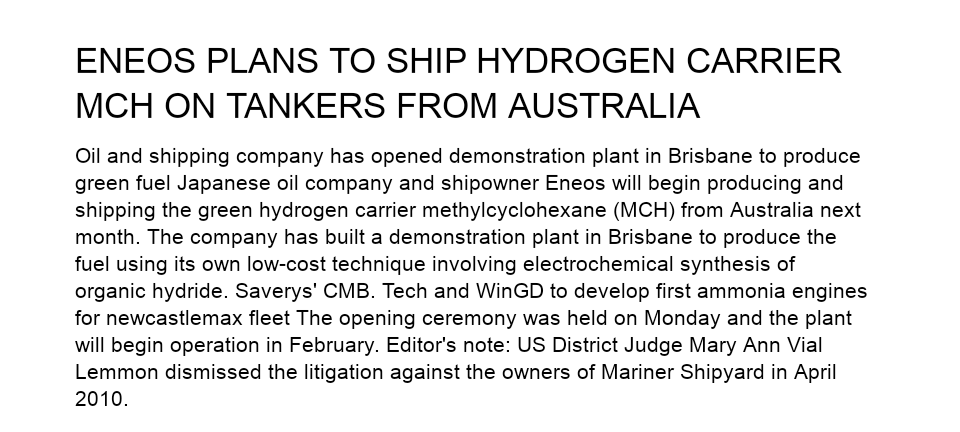 ENEOS PLANS TO SHIP HYDROGEN CARRIER
MCH ON TANKERS FROM AUSTRALIA
Oil and shipping company has opened demonstration plant in Brisbane to produce
green fuel Japanese oil company and shipowner Eneos will begin producing and
shipping the green hydrogen carrier methylcyclohexane (MCH) from Australia next
month. The company has built a demonstration plant in Brisbane to produce the
fuel using its own low-cost technique involving electrochemical synthesis of
organic hydride. Saverys' CMB. Tech and WinGD to develop first ammonia engines
for newcastlemax fleet The opening ceremony was held on Monday and the plant
will begin operation in February. Editor's note: US District Judge Mary Ann Vial
Lemmon dismissed the litigation against the owners of Mariner Shipyard in April
2010.